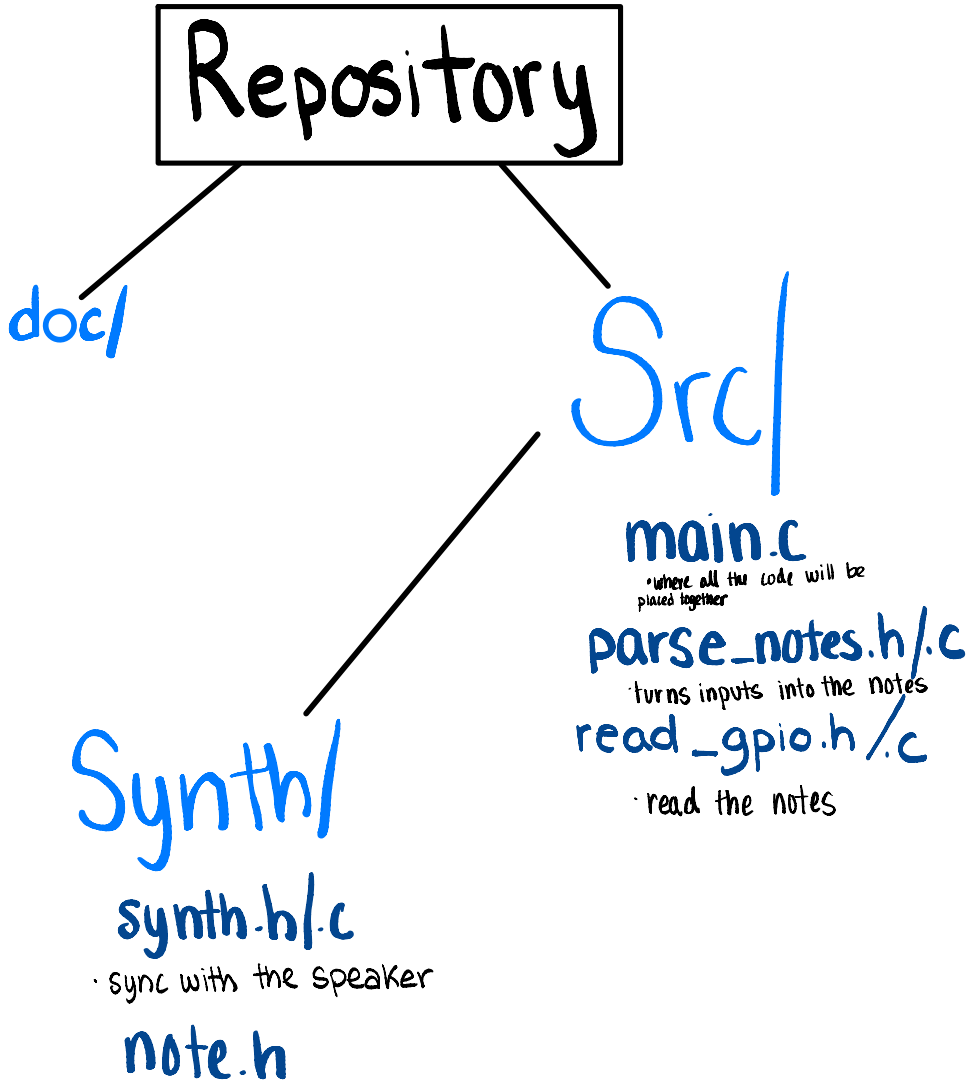 Repository
doc/
Src/
main.c
·where all the code will be
placed together
parse_notes.h/.c
·turns inputs into the notes
read_gpio.h/.c
·read the notes
Synth/
synth.h/.c
·sync with the speaker
note.h